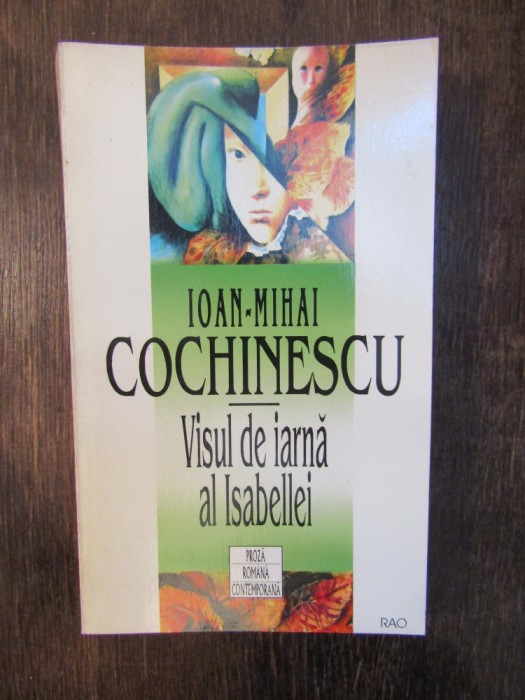 IOAN-MIHAI
COCHINESCU
Visul de iarnă
al Isabellei
PROZĂ
ROMÂNĂ
CONTEMPORANĂ
RAO